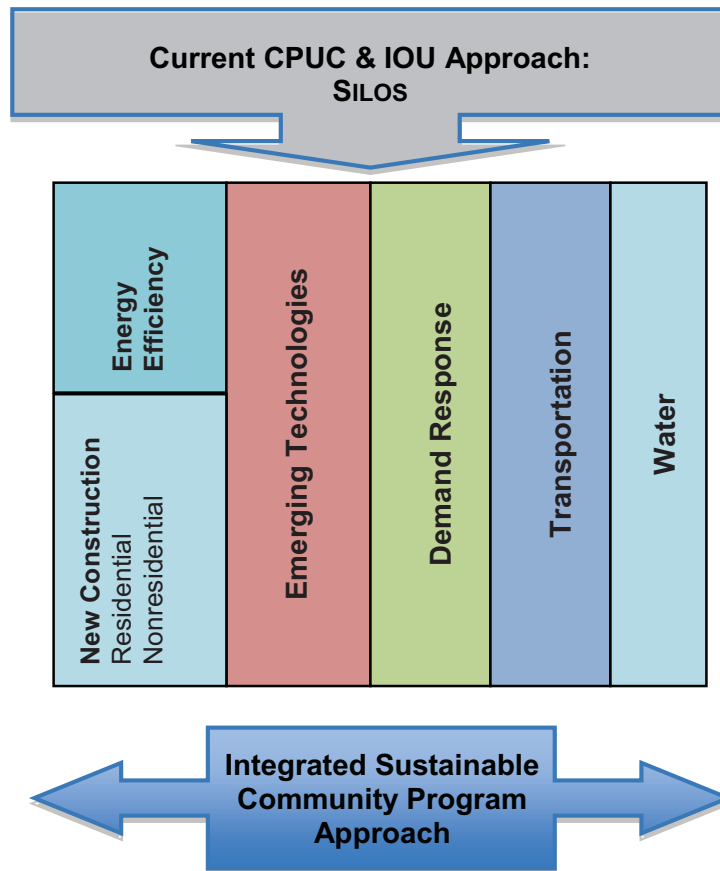 Current CPUC & IOU Approach:
SILOS
Energy
Efficiency
New Construction
Residential
Nonresidential
Emerging Technologies
Demand Response
Transportation
Water
Integrated Sustainable
Community Program
Approach